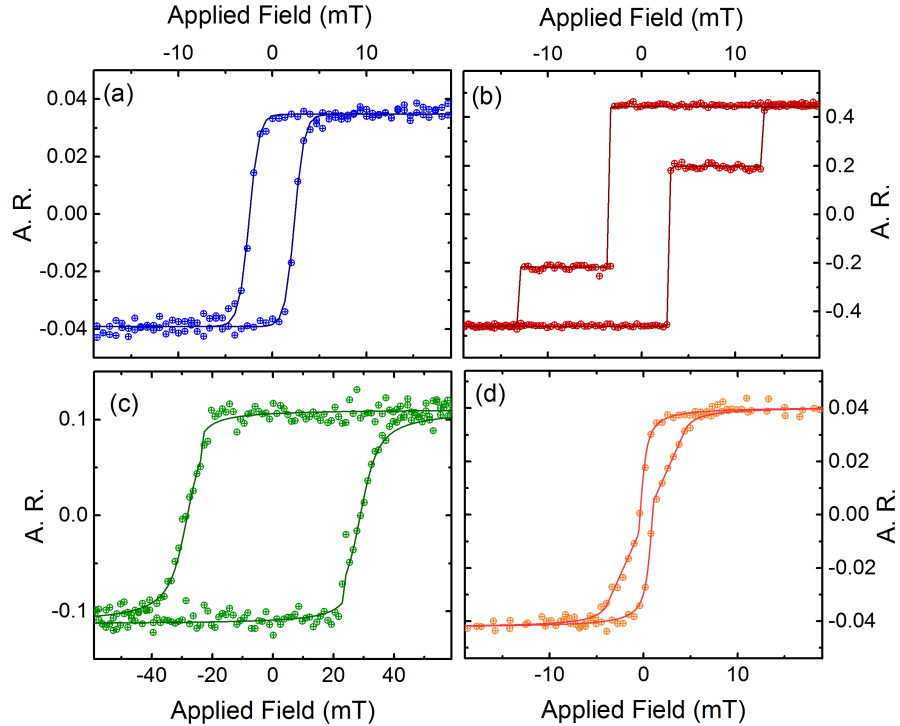 Applied Field (mT)
Applied Field (mT)
-10 0 10
-10 0 10
(a)
(b)
0.04
0.02
0.00
-0.02
-0.04
A. R.
0.4
0.2
0.0
-0.2
-0.4
A. R.
(c)
(d)
0.1
0.0
-0.1
A. R.
0.04
0.02
0.00
-0.02
-0.04
A. R.
-40 -20 0 20 40
-10 0 10
Applied Field (mT)
Applied Field (mT)